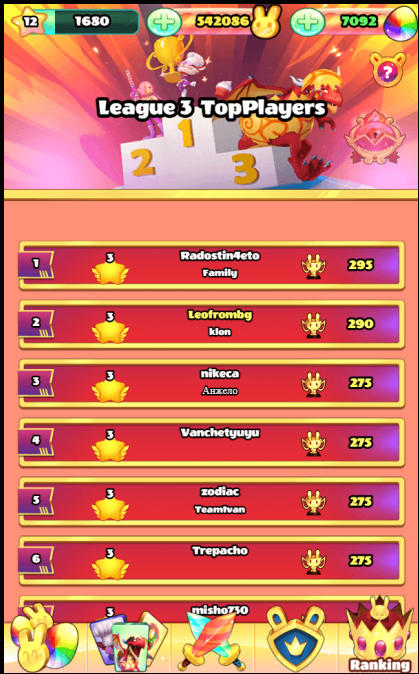 12
1680
542086
7092
?
League 3 TopPlayers
1
2
3
1
3
Radostin4eto
Family
295
2
3
Leofrombg
klon
290
3
3
nikeca
Анжело
275
4
3
Vanchetyuyu
275
5
3
zodiac
TeamIvan
275
6
3
Trepacho
275
3
misho730
Ranking